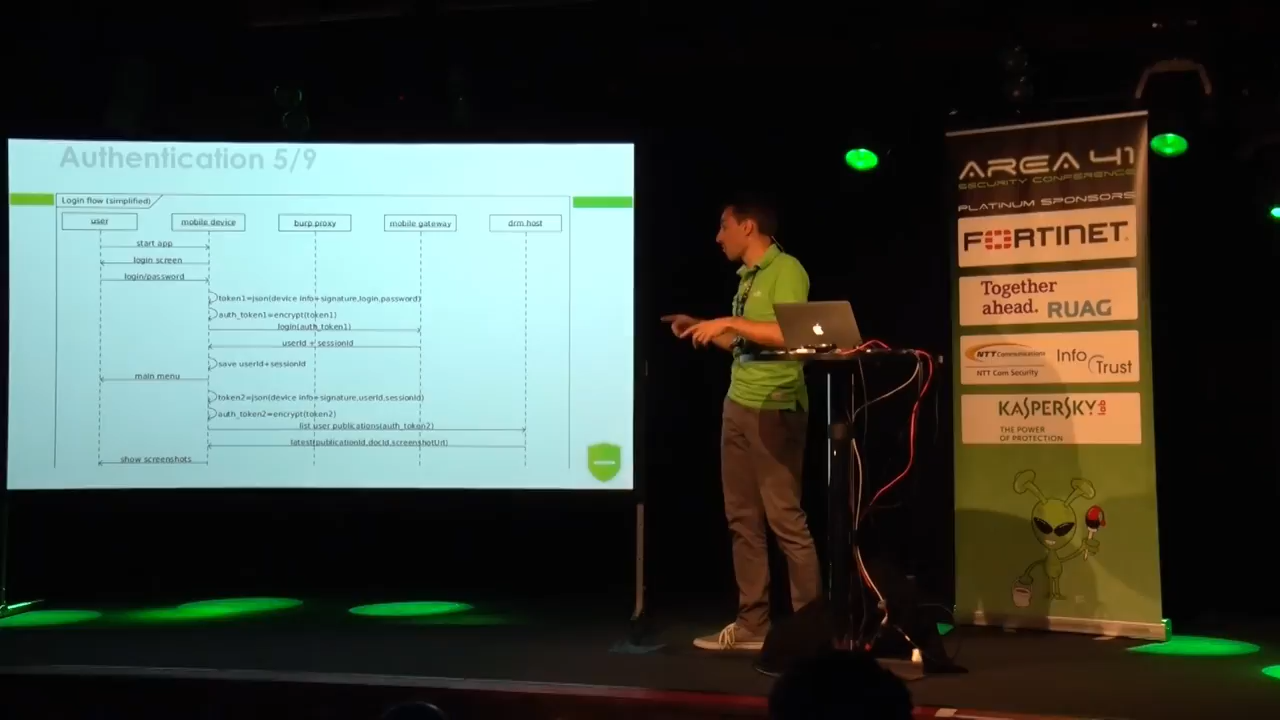 Authentication 5/9
Login flow (simplified)
user
mobile device
burp proxy
mobile gateway
drm host
start app
login screen
login/password
token1=json(device info+signature,login,password)
auth_token1=encrypt(token1)
login(auth_token1)
userId + sessionId
save userId+sessionId
main menu
token2=json(device info+signature,userId,sessionId)
auth_token2=encrypt(token2)
list user publications(auth_token2)
latest(publicationId,docId,screenshotUrl)
show screenshots
AREA 41
SECURITY CONFERENCE
PLATINUM SPONSORS
FORTINET
Together
ahead. RUAG
NTT Communications
NTT Com Security
Info Trust
KASPERSKY lab
THE POWER
OF PROTECTION